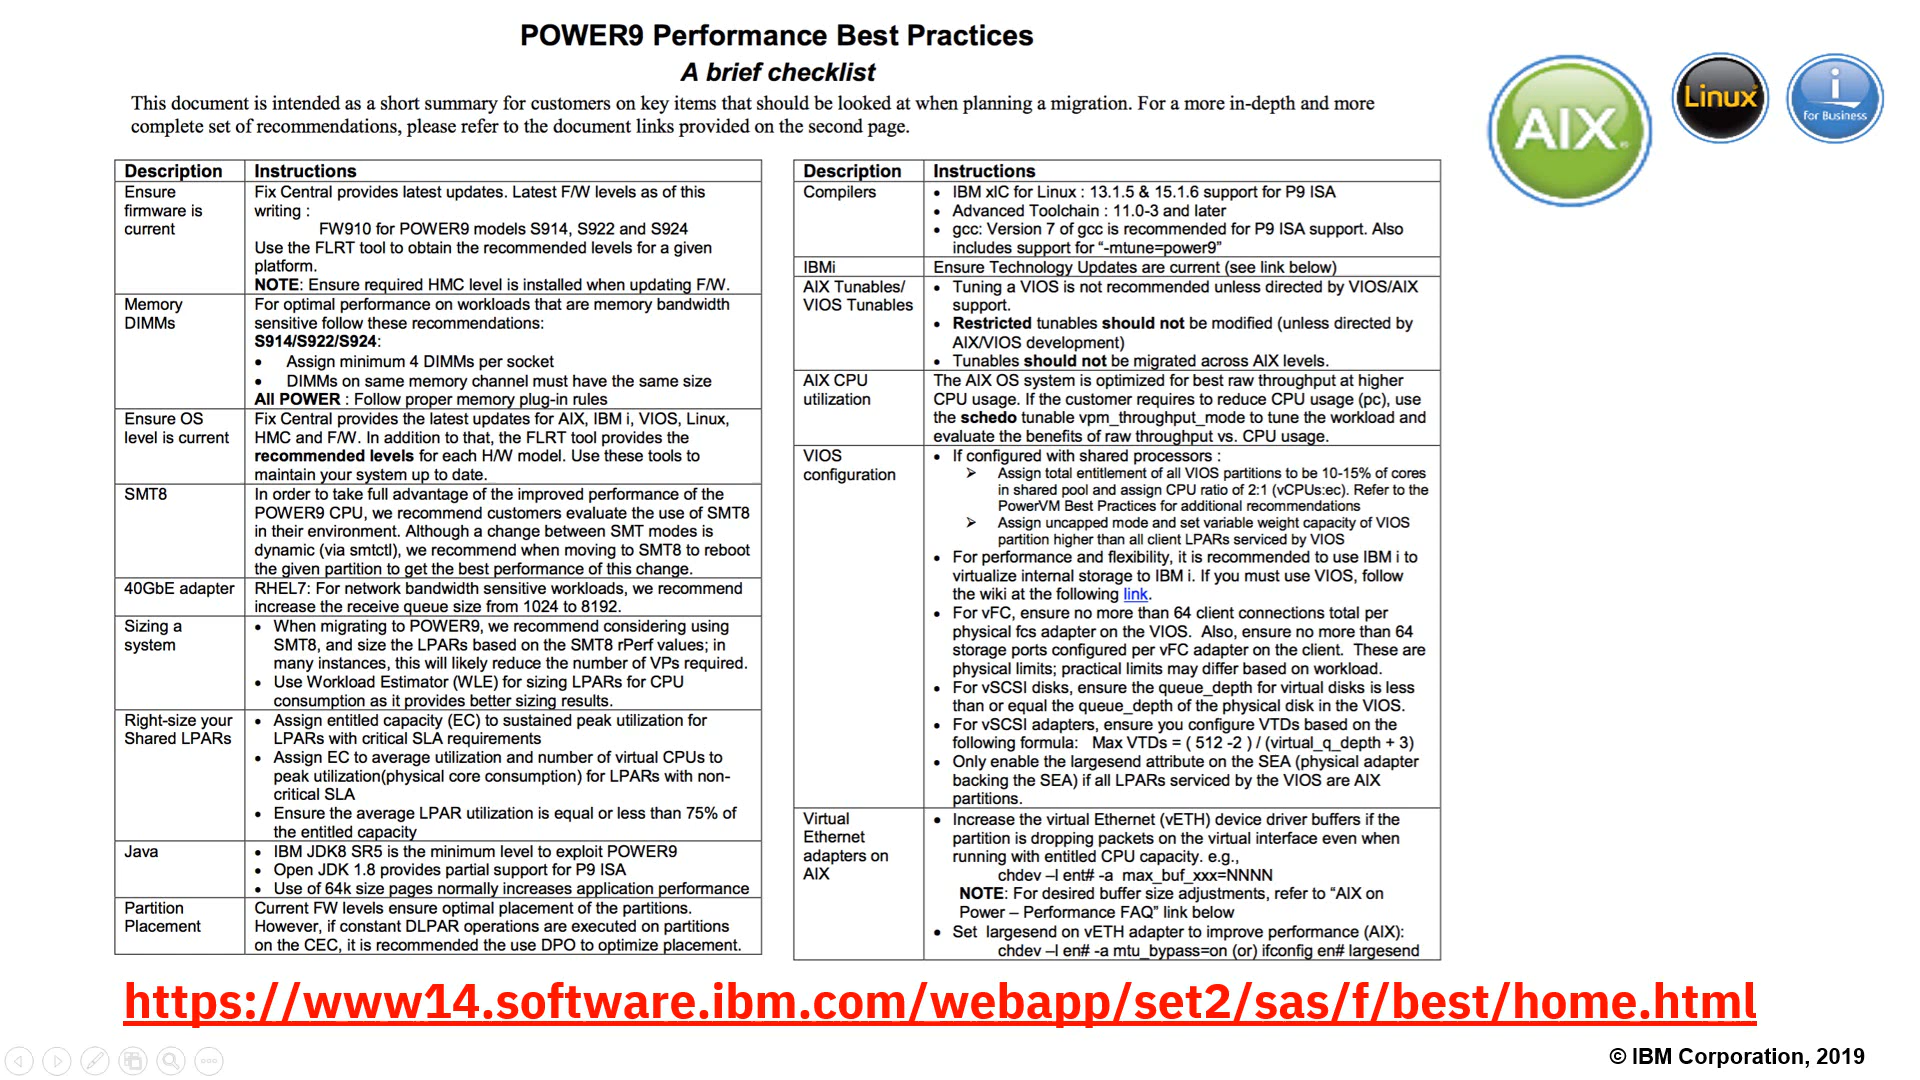 POWER9 Performance Best Practices
A brief checklist
This document is intended as a short summary for customers on key items that should be looked at when planning a migration. For a more in-depth and more
complete set of recommendations, please refer to the document links provided on the second page.
AIX
Linux
i
for Business
Description Instructions
Ensure firmware is current
Fix Central provides latest updates. Latest F/W levels as of this
writing :
FW910 for POWER9 models S914, S922 and S924
Use the FLRT tool to obtain the recommended levels for a given
platform.
NOTE: Ensure required HMC level is installed when updating F/W.
Memory DIMMs
For optimal performance on workloads that are memory bandwidth
sensitive follow these recommendations:
S914/S922/S924:
• Assign minimum 4 DIMMs per socket
• DIMMs on same memory channel must have the same size
All POWER : Follow proper memory plug-in rules
Ensure OS level is current
Fix Central provides the latest updates for AIX, IBM i, VIOS, Linux,
HMC and F/W. In addition to that, the FLRT tool provides the
recommended levels for each H/W model. Use these tools to
maintain your system up to date.
SMT8
In order to take full advantage of the improved performance of the
POWER9 CPU, we recommend customers evaluate the use of SMT8
in their environment. Although a change between SMT modes is
dynamic (via smtctl), we recommend when moving to SMT8 to reboot
the given partition to get the best performance of this change.
40GbE adapter
RHEL7: For network bandwidth sensitive workloads, we recommend
increase the receive queue size from 1024 to 8192.
Sizing a system
• When migrating to POWER9, we recommend considering using
SMT8, and size the LPARs based on the SMT8 rPerf values; in
many instances, this will likely reduce the number of VPs required.
• Use Workload Estimator (WLE) for sizing LPARs for CPU
consumption as it provides better sizing results.
Right-size your Shared LPARs
• Assign entitled capacity (EC) to sustained peak utilization for
LPARs with critical SLA requirements
• Assign EC to average utilization and number of virtual CPUs to
peak utilization(physical core consumption) for LPARs with non-
critical SLA
• Ensure the average LPAR utilization is equal or less than 75% of
the entitled capacity
Java
• IBM JDK8 SR5 is the minimum level to exploit POWER9
• Open JDK 1.8 provides partial support for P9 ISA
• Use of 64k size pages normally increases application performance
Partition Placement
Current FW levels ensure optimal placement of the partitions.
However, if constant DLPAR operations are executed on partitions
on the CEC, it is recommended the use DPO to optimize placement.
Description Instructions
Compilers
• IBM xlC for Linux : 13.1.5 & 15.1.6 support for P9 ISA
• Advanced Toolchain : 11.0-3 and later
• gcc: Version 7 of gcc is recommended for P9 ISA support. Also
includes support for “-mtune=power9”
IBMi
Ensure Technology Updates are current (see link below)
AIX Tunables/
VIOS Tunables
• Tuning a VIOS is not recommended unless directed by VIOS/AIX
support.
• Restricted tunables should not be modified (unless directed by
AIX/VIOS development)
• Tunables should not be migrated across AIX levels.
AIX CPU utilization
The AIX OS system is optimized for best raw throughput at higher
CPU usage. If the customer requires to reduce CPU usage (pc), use
the schedo tunable vpm_throughput_mode to tune the workload and
evaluate the benefits of raw throughput vs. CPU usage.
VIOS configuration
• If configured with shared processors :
➢ Assign total entitlement of all VIOS partitions to be 10-15% of cores
in shared pool and assign CPU ratio of 2:1 (vCPUs:ec). Refer to the
PowerVM Best Practices for additional recommendations
➢ Assign uncapped mode and set variable weight capacity of VIOS
partition higher than all client LPARs serviced by VIOS
• For performance and flexibility, it is recommended to use IBM i to
virtualize internal storage to IBM i. If you must use VIOS, follow
the wiki at the following link.
• For vFC, ensure no more than 64 client connections total per
physical fcs adapter on the VIOS. Also, ensure no more than 64
storage ports configured per vFC adapter on the client. These are
physical limits; practical limits may differ based on workload.
• For vSCSI disks, ensure the queue_depth for virtual disks is less
than or equal the queue_depth of the physical disk in the VIOS.
• For vSCSI adapters, ensure you configure VTDs based on the
following formula: Max VTDs = ( 512 -2 ) / (virtual_q_depth + 3)
• Only enable the largesend attribute on the SEA (physical adapter
backing the SEA) if all LPARs serviced by the VIOS are AIX
partitions.
Virtual Ethernet adapters on AIX
• Increase the virtual Ethernet (vETH) device driver buffers if the
partition is dropping packets on the virtual interface even when
running with entitled CPU capacity. e.g.,
chdev –l ent# -a max_buf_xxx=NNNN
NOTE: For desired buffer size adjustments, refer to “AIX on
Power – Performance FAQ” link below
• Set largesend on vETH adapter to improve performance (AIX):
chdev –l en# -a mtu_bypass=on (or) ifconfig en# largesend
https://www14.software.ibm.com/webapp/set2/sas/f/best/home.html
© IBM Corporation, 2019